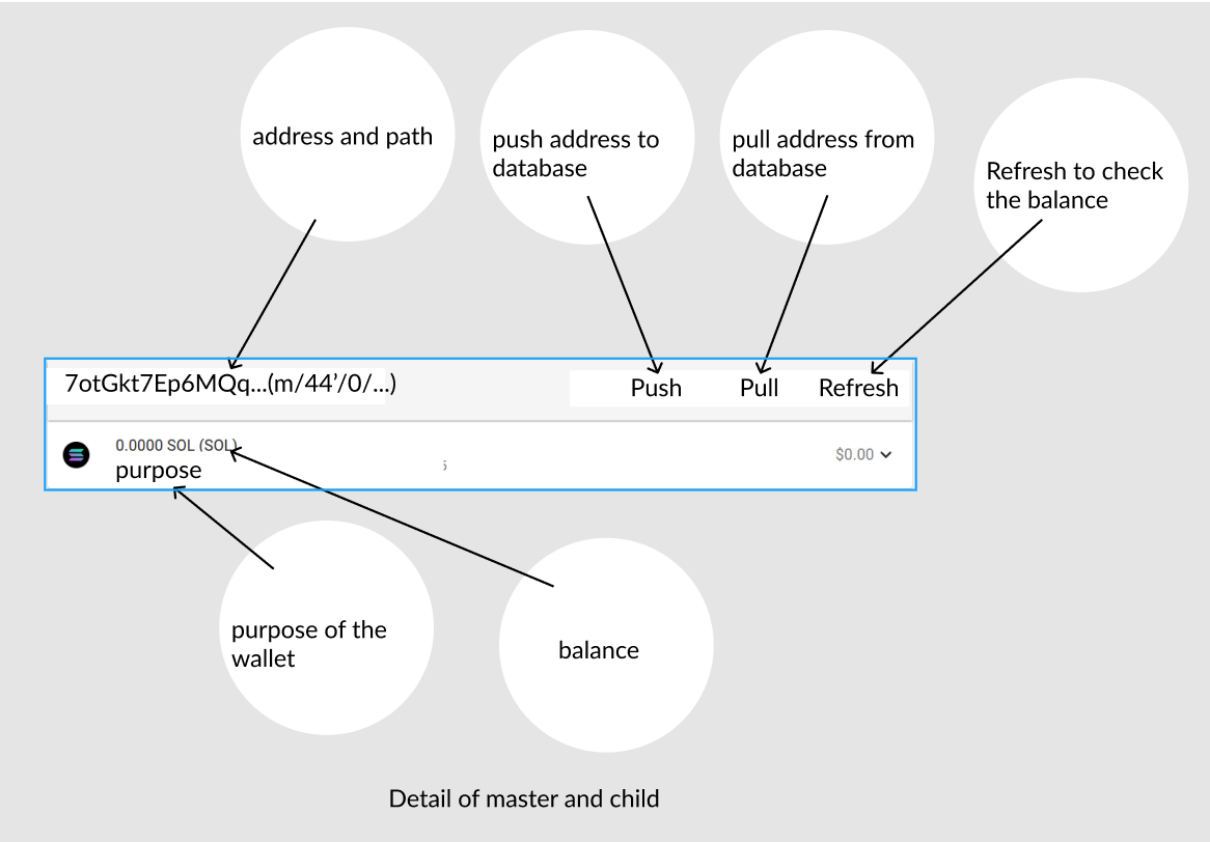 address and path
push address to
database
pull address from
database
Refresh to check
the balance
7otGkt7Ep6MQq...(m/44’/0/...)
Push
Pull
Refresh
0.0000 SOL (SOL)
purpose
$0.00
purpose of the
wallet
balance
Detail of master and child